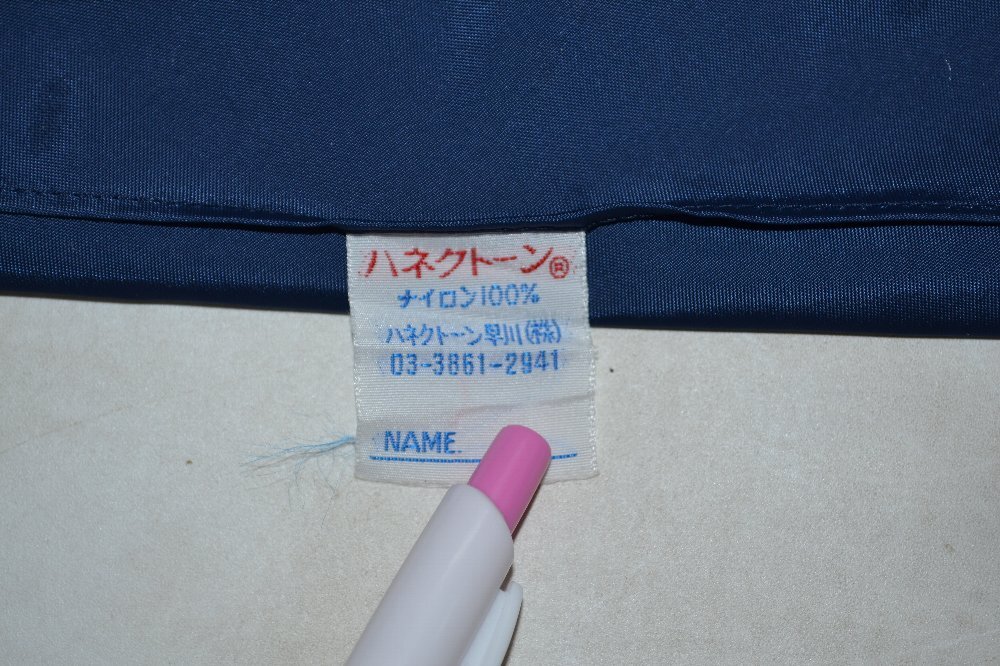 ハネクトーン®
ナイロン100%
ハネクトーン早川(株)
03-3861-2941
NAME.